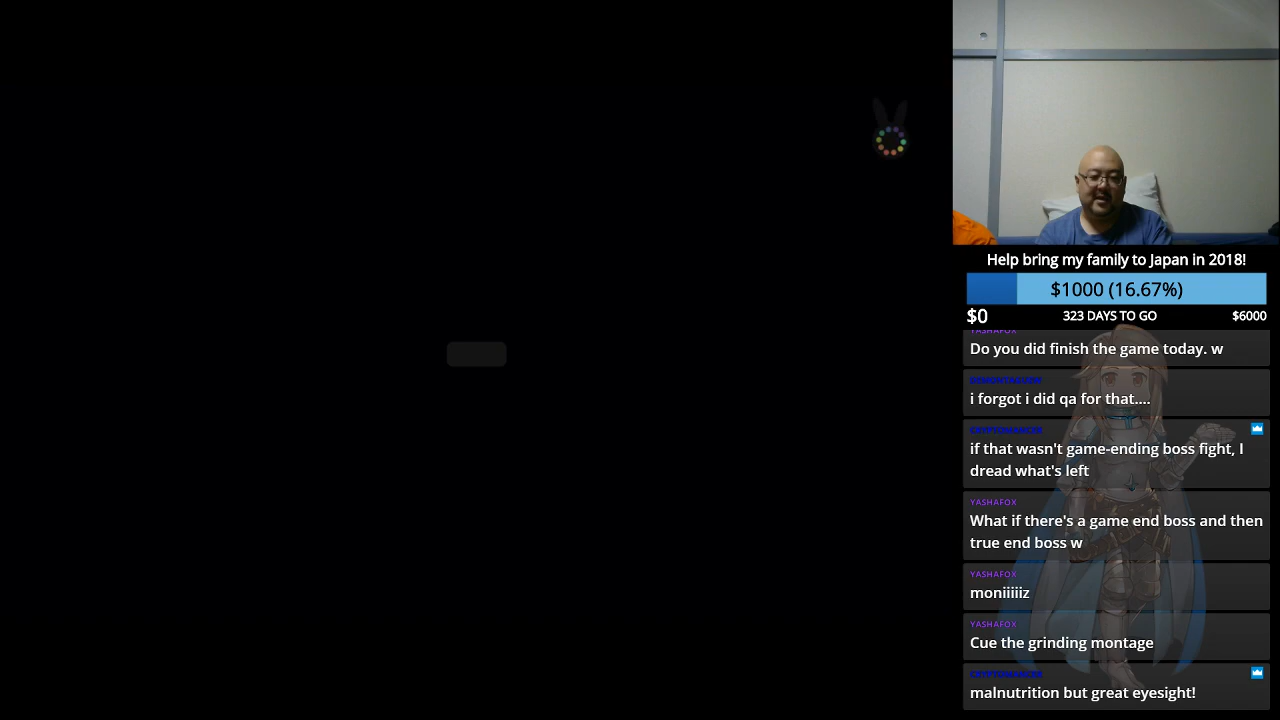 Help bring my family to Japan in 2018!
$1000 (16.67%)
$0 323 DAYS TO GO $6000
YASHAFOX
Do you did finish the game today. w
i forgot i did qa for that....
CRYPTOMANCER
if that wasn't game-ending boss fight, I
dread what's left
YASHAFOX
What if there's a game end boss and then
true end boss w
YASHAFOX
moniiiiiz
YASHAFOX
Cue the grinding montage
CRYPTOMANCER
malnutrition but great eyesight!